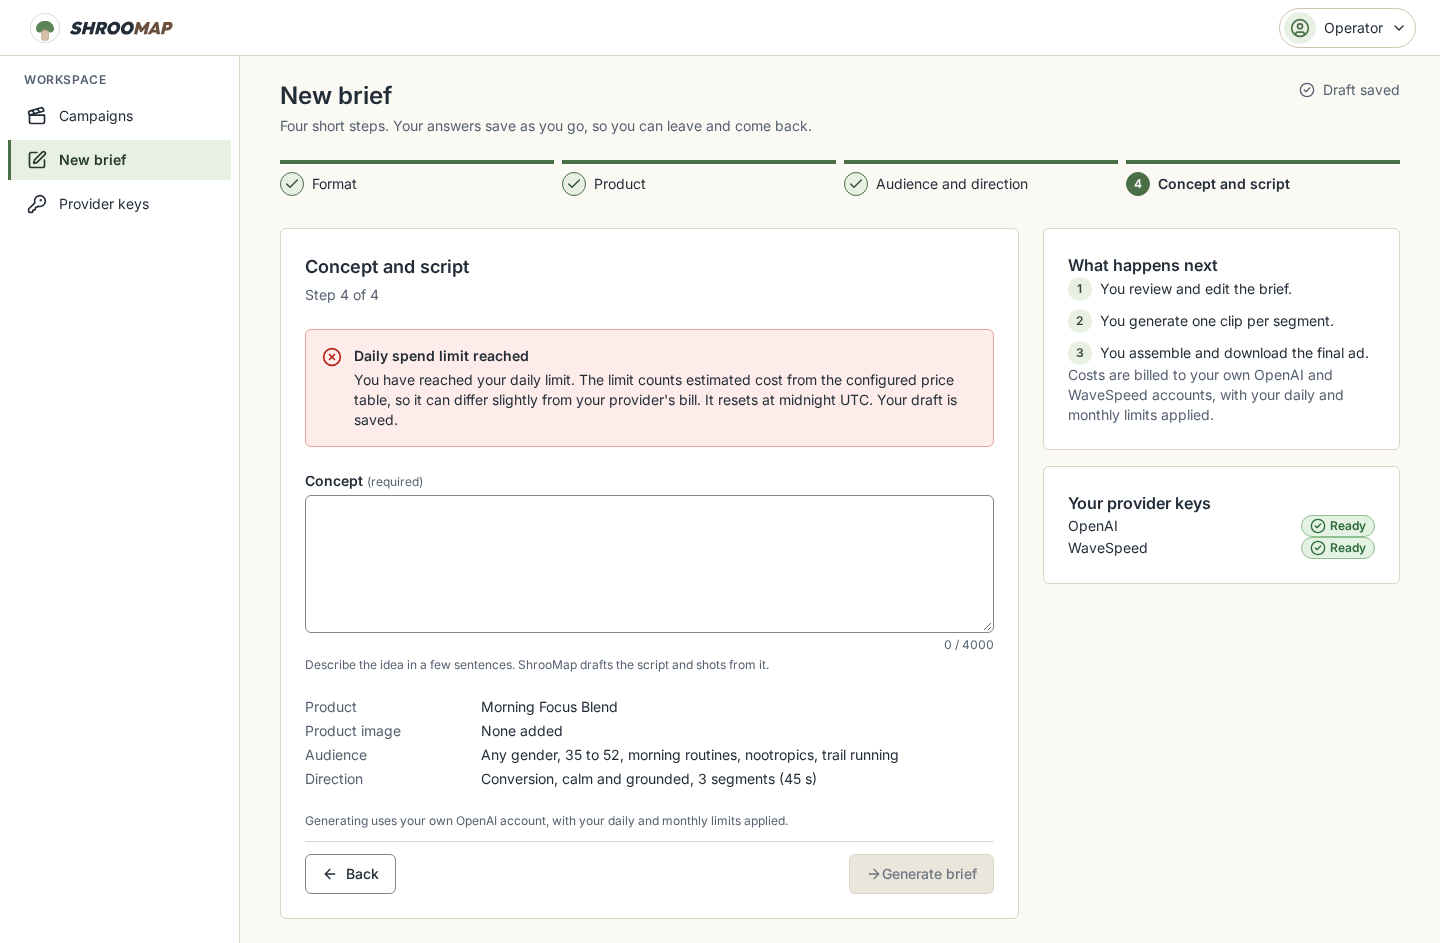 SHROOMAP
Operator
WORKSPACE
Campaigns
New brief
Provider keys
New brief
Four short steps. Your answers save as you go, so you can leave and come back.
Draft saved
Format
Product
Audience and direction
4 Concept and script
Concept and script
Step 4 of 4
Daily spend limit reached
You have reached your daily limit. The limit counts estimated cost from the configured price
table, so it can differ slightly from your provider's bill. It resets at midnight UTC. Your draft is
saved.
Concept (required)
0 / 4000
Describe the idea in a few sentences. ShrooMap drafts the script and shots from it.
Product Morning Focus Blend
Product image None added
Audience Any gender, 35 to 52, morning routines, nootropics, trail running
Direction Conversion, calm and grounded, 3 segments (45 s)
Generating uses your own OpenAI account, with your daily and monthly limits applied.
Back
Generate brief
What happens next
1 You review and edit the brief.
2 You generate one clip per segment.
3 You assemble and download the final ad.
Costs are billed to your own OpenAI and
WaveSpeed accounts, with your daily and
monthly limits applied.
Your provider keys
OpenAI Ready
WaveSpeed Ready